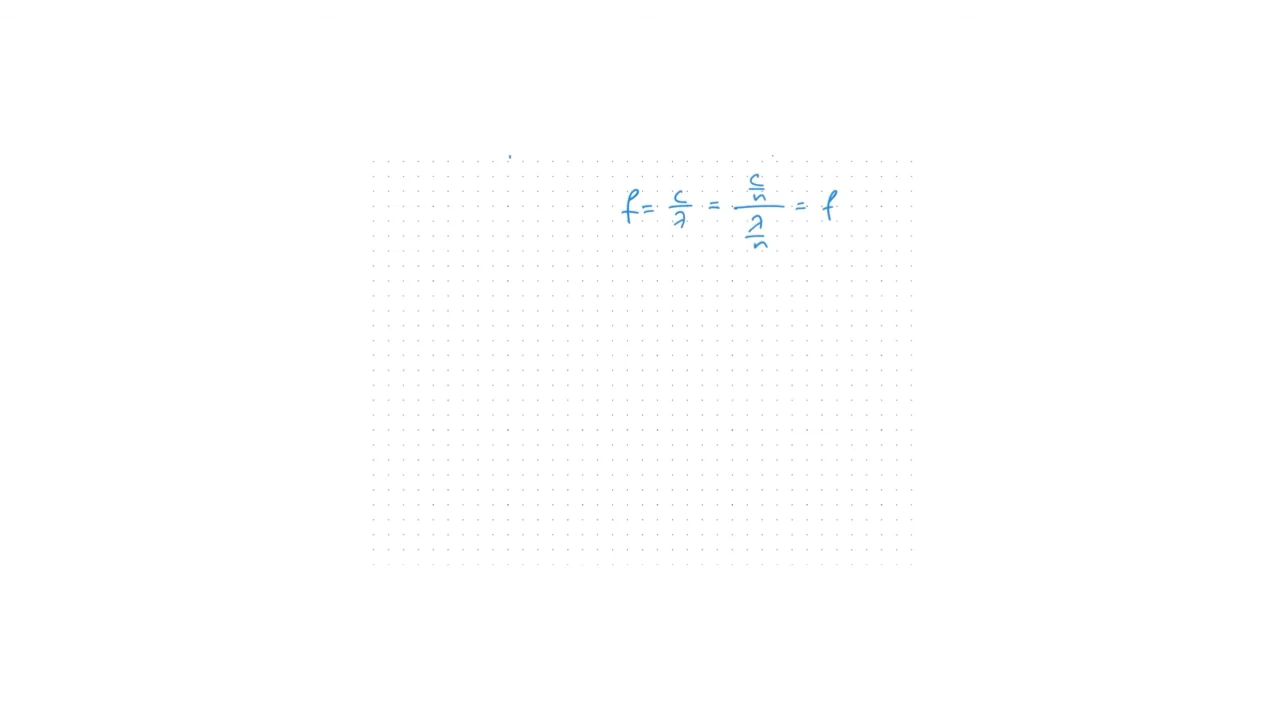 f = c/λ = (c/n)/(λ/n) = f